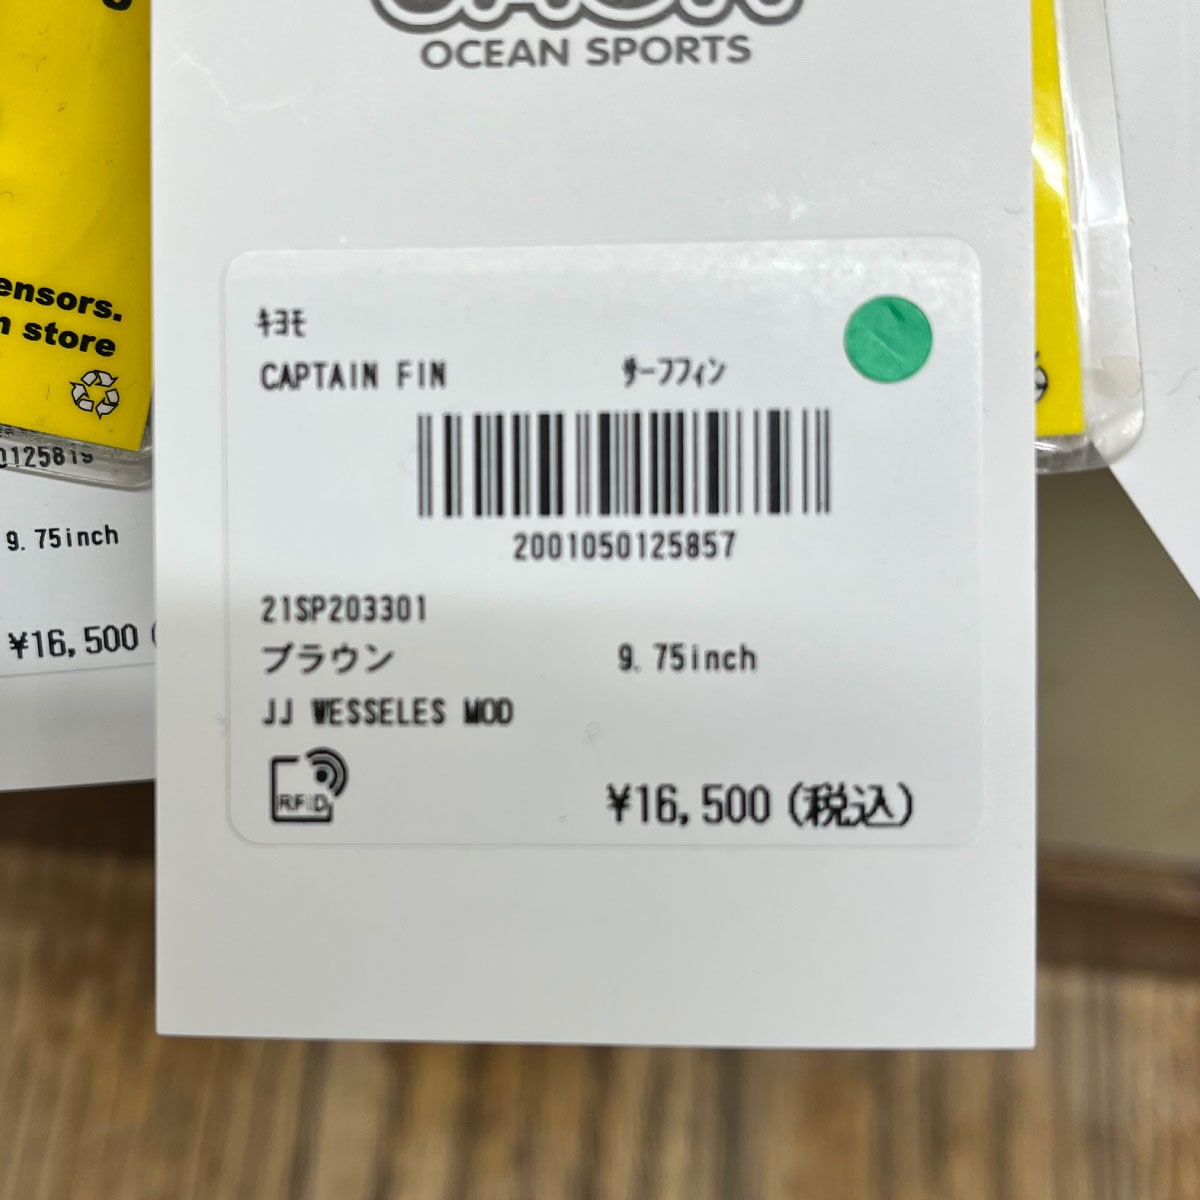 OCEAN SPORTS
ensors.
n store
0125819
9.75inch
¥16,500(
ｷﾖﾓ
CAPTAIN FIN ｻｰﾌﾌｨﾝ
2001050125857
21SP203301
ブラウン 9.75inch
JJ WESSELES MOD
RFID
¥16,500(税込)